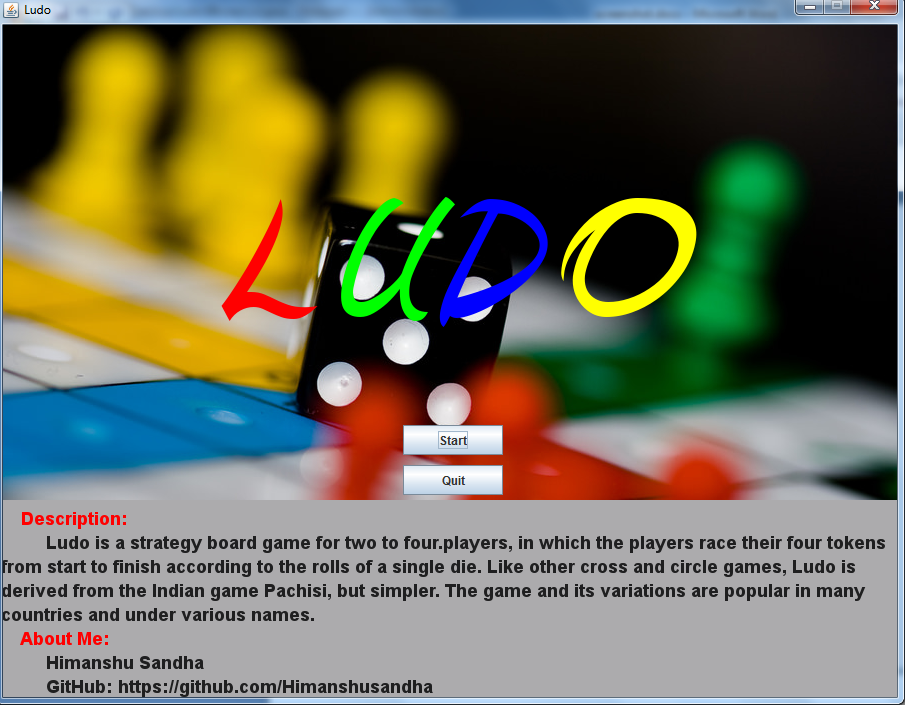 Ludo
LUDO
Start
Quit
Description:
Ludo is a strategy board game for two to four.players, in which the players race their four tokens
from start to finish according to the rolls of a single die. Like other cross and circle games, Ludo is
derived from the Indian game Pachisi, but simpler. The game and its variations are popular in many
countries and under various names.
About Me:
Himanshu Sandha
GitHub: https://github.com/Himanshusandha